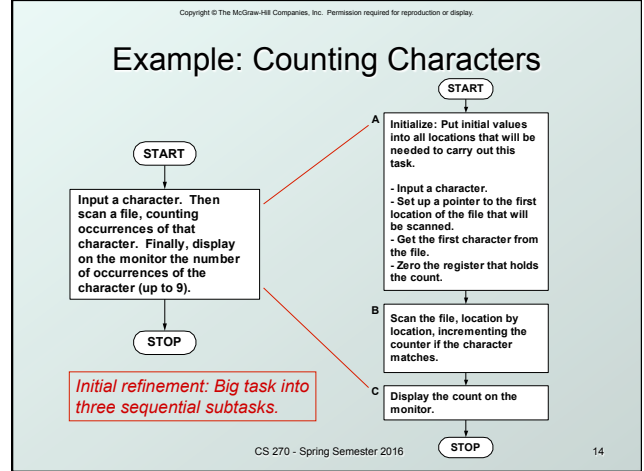 Copyright © The McGraw-Hill Companies, Inc. Permission required for reproduction or display.
Example: Counting Characters
START
Input a character. Then
scan a file, counting
occurrences of that
character. Finally, display
on the monitor the number
of occurrences of the
character (up to 9).
STOP
Initial refinement: Big task into
three sequential subtasks.
START
A
Initialize: Put initial values
into all locations that will be
needed to carry out this
task.
- Input a character.
- Set up a pointer to the first
location of the file that will
be scanned.
- Get the first character from
the file.
- Zero the register that holds
the count.
B
Scan the file, location by
location, incrementing the
counter if the character
matches.
C
Display the count on the
monitor.
STOP
CS 270 - Spring Semester 2016
14